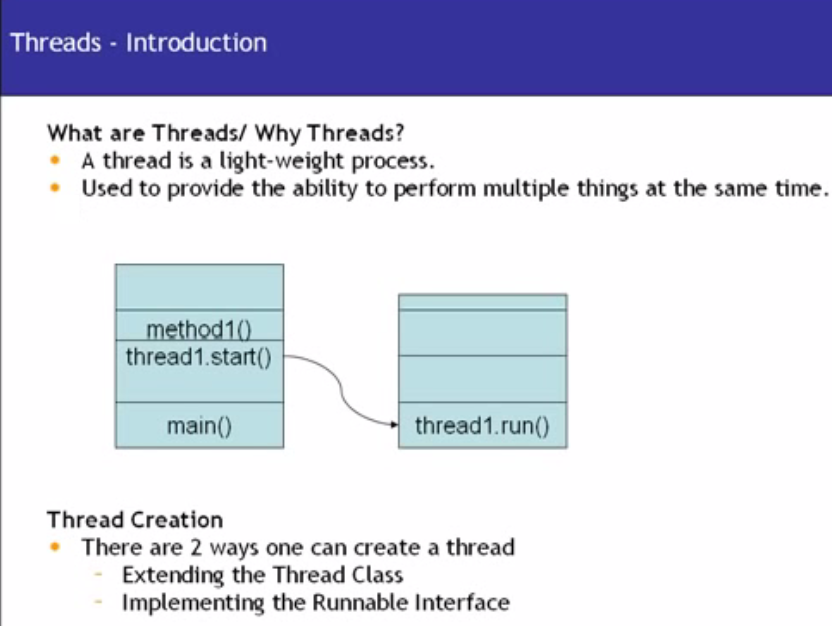 Threads - Introduction
What are Threads/ Why Threads?
• A thread is a light-weight process.
• Used to provide the ability to perform multiple things at the same time.
method1()
thread1.start()
main()
thread1.run()
Thread Creation
• There are 2 ways one can create a thread
- Extending the Thread Class
- Implementing the Runnable Interface